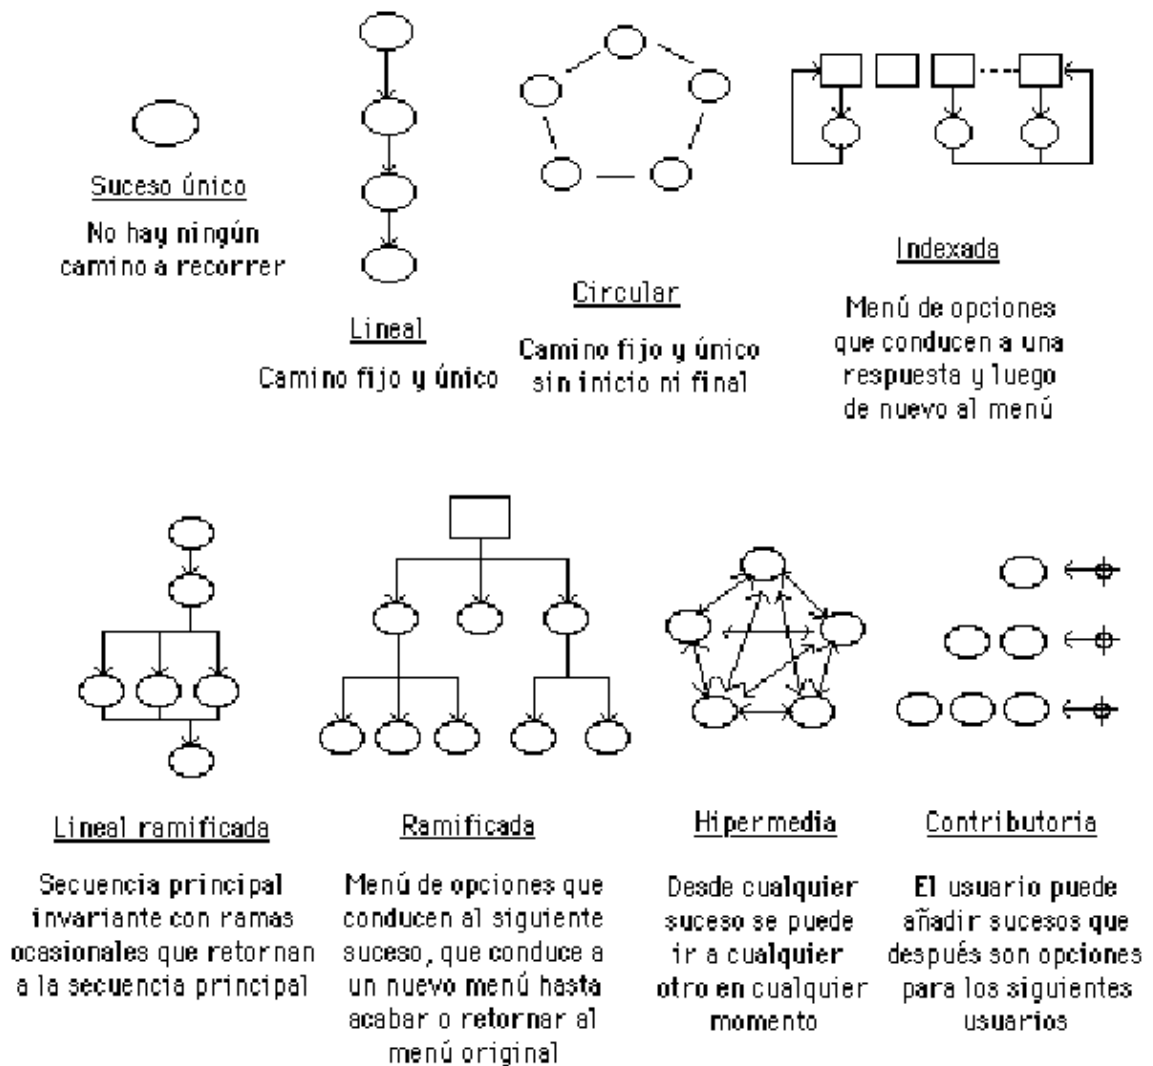 Suceso único
No hay ningún
camino a recorrer
Lineal
Camino fijo y único
Circular
Camino fijo y único
sin inicio ni final
Indexada
Menú de opciones
que conducen a una
respuesta y luego
de nuevo al menú
Lineal ramificada
Secuencia principal
invariante con ramas
ocasionales que retornan
a la secuencia principal
Ramificada
Menú de opciones que
conducen al siguiente
suceso, que conduce a
un nuevo menú hasta
acabar o retornar al
menú original
Hipermedia
Desde cualquier
suceso se puede
ir a cualquier
otro en cualquier
momento
Contributoria
El usuario puede
añadir sucesos que
después son opciones
para los siguientes
usuarios